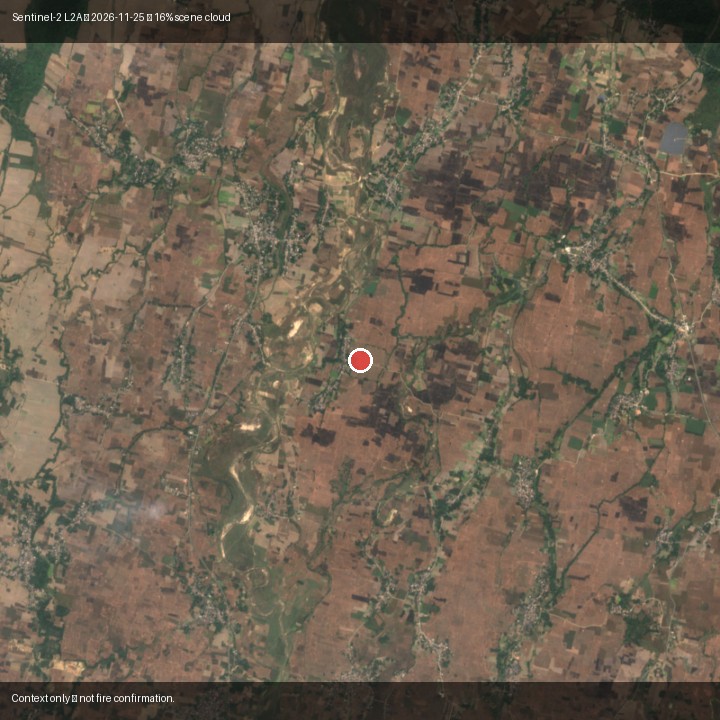 Sentinel-2 L2A▯2026-11-25▯16% scene cloud
Context only▯not fire confirmation.